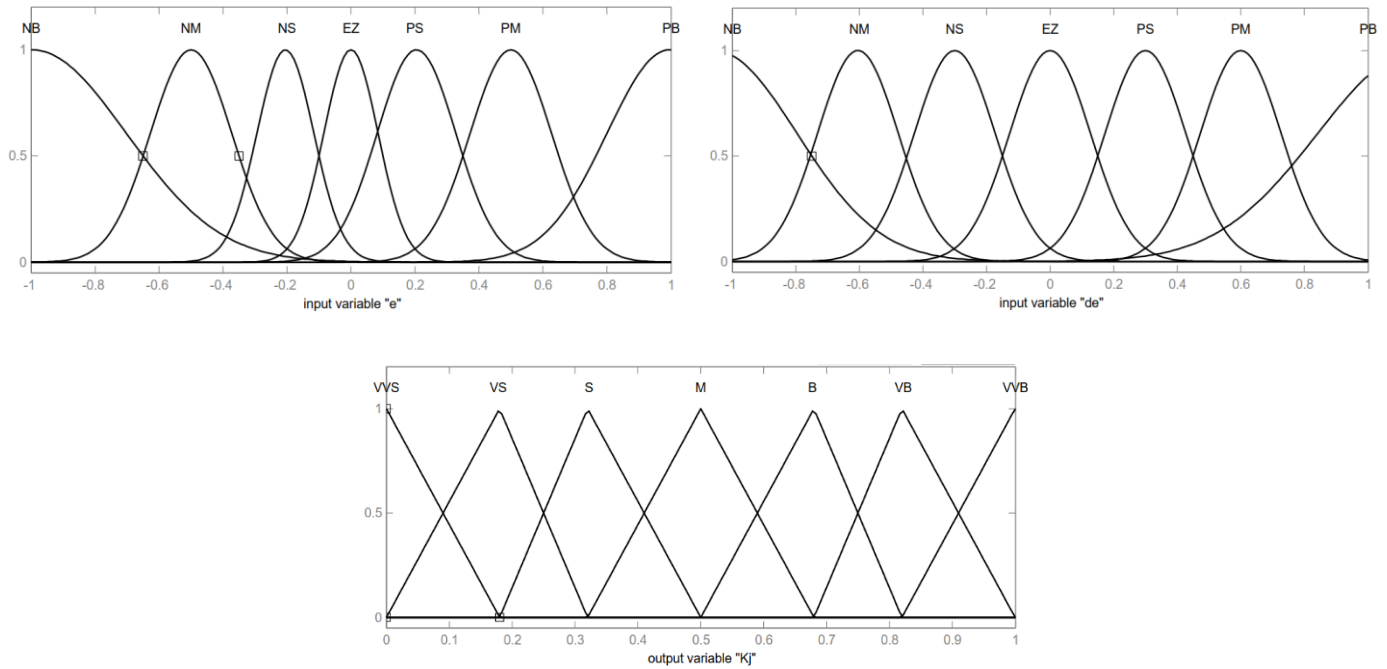 NB NM NS EZ PS PM PB
1
0.5
0
-1 -0.8 -0.6 -0.4 -0.2 0 0.2 0.4 0.6 0.8 1
input variable "e"
NB NM NS EZ PS PM PB
1
0.5
0
-1 -0.8 -0.6 -0.4 -0.2 0 0.2 0.4 0.6 0.8 1
input variable "de"
VVS VS S M B VB VVB
1
0.5
0
0 0.1 0.2 0.3 0.4 0.5 0.6 0.7 0.8 0.9 1
output variable "Kj"